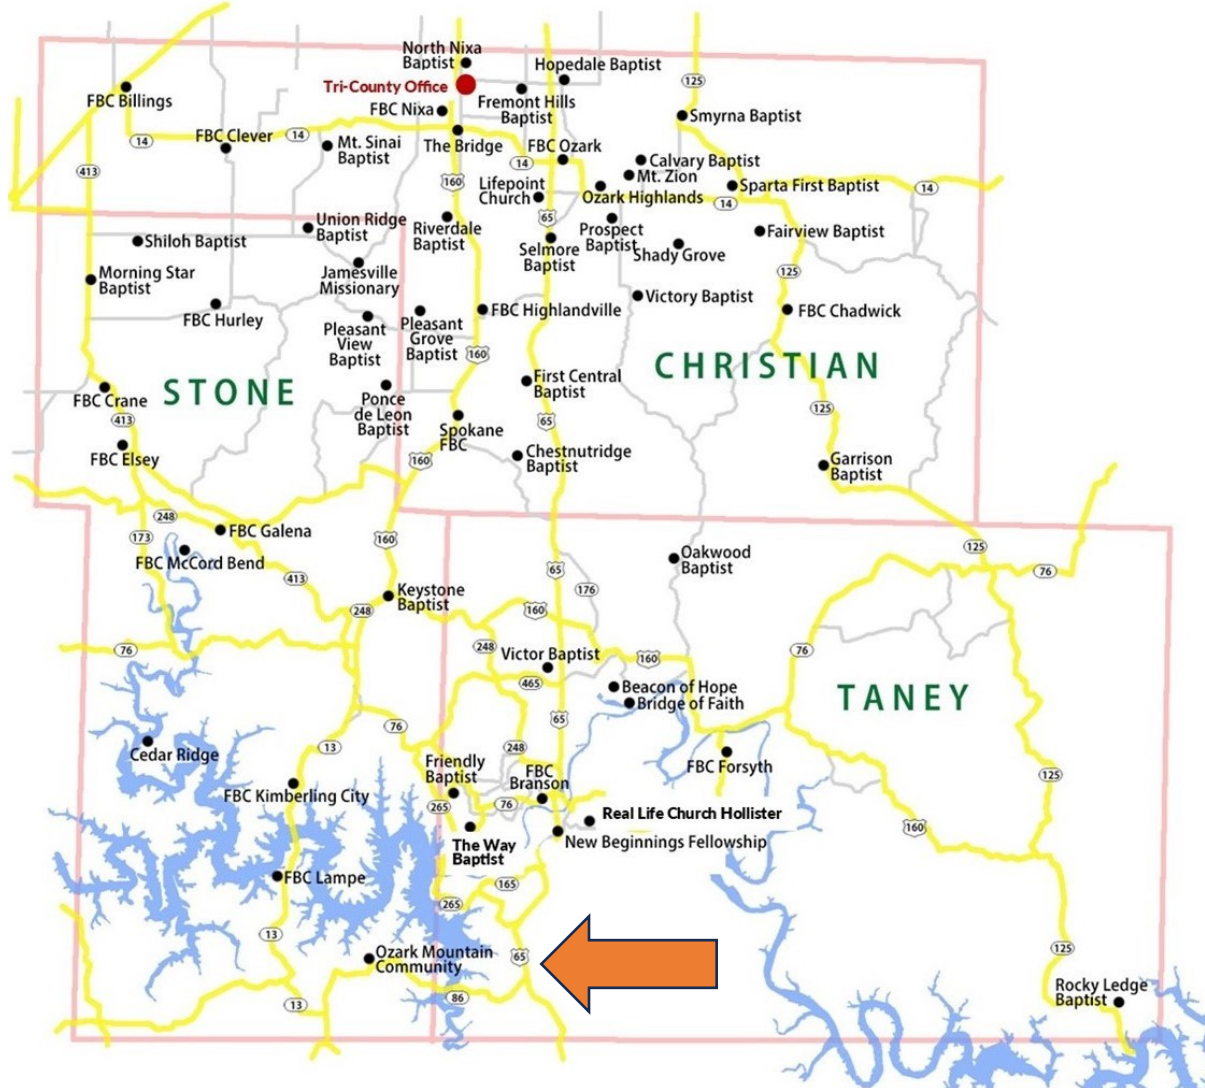 North Nixa
Baptist
Hopedale Baptist
Tri-County Office
125
FBC Billings
FBC Nixa
Fremont Hills
Baptist
Smyrna Baptist
14
FBC Clever
14
Mt. Sinai
Baptist
The Bridge
FBC Ozark
14
Calvary Baptist
Mt. Zion
413
160
Lifepoint
Church
Ozark Highlands
Sparta First Baptist
14
14
Union Ridge
Baptist
Riverdale
Baptist
65
Prospect
Baptist
Fairview Baptist
Shiloh Baptist
Selmore
Baptist
Shady Grove
Morning Star
Baptist
Jamesville
Missionary
125
Victory Baptist
FBC Hurley
Pleasant
View
Baptist
Pleasant
Grove
Baptist
FBC Highlandville
FBC Chadwick
160
STONE
CHRISTIAN
FBC Crane
Ponce
de Leon
Baptist
First Central
Baptist
125
413
Spokane
FBC
65
FBC Elsey
160
Chestnutridge
Baptist
Garrison
Baptist
248
FBC Galena
173
160
125
FBC McCord Bend
Oakwood
Baptist
413
65
76
Keystone
Baptist
176
248
160
76
248
Victor Baptist
160
76
465
Beacon of Hope
Bridge of Faith
TANEY
65
76
13
248
Cedar Ridge
Friendly
Baptist
FBC
Branson
FBC Forsyth
125
FBC Kimberling City
265
76
Real Life Church Hollister
160
The Way
Baptist
New Beginnings Fellowship
FBC Lampe
165
265
13
65
125
Ozark Mountain
Community
86
13
Rocky Ledge
Baptist